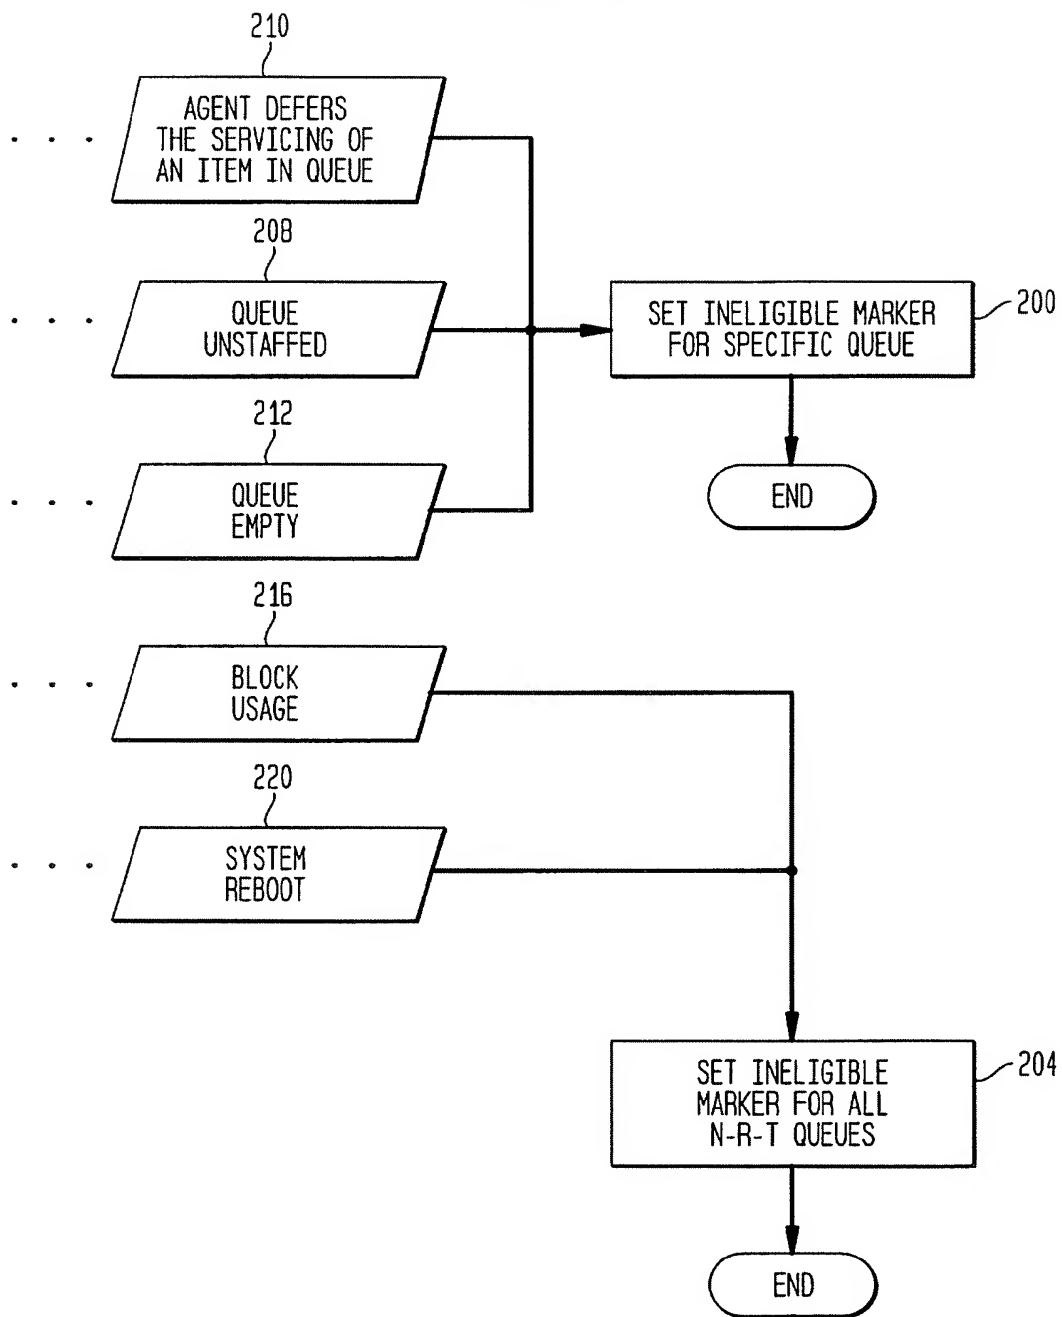 210
AGENT DEFERS
THE SERVICING OF
AN ITEM IN QUEUE
208
QUEUE
UNSTAFFED
SET INELIGIBLE MARKER
FOR SPECIFIC QUEUE
200
212
QUEUE
EMPTY
END
216
BLOCK
USAGE
220
SYSTEM
REBOOT
SET INELIGIBLE
MARKER FOR ALL
N-R-T QUEUES
204
END